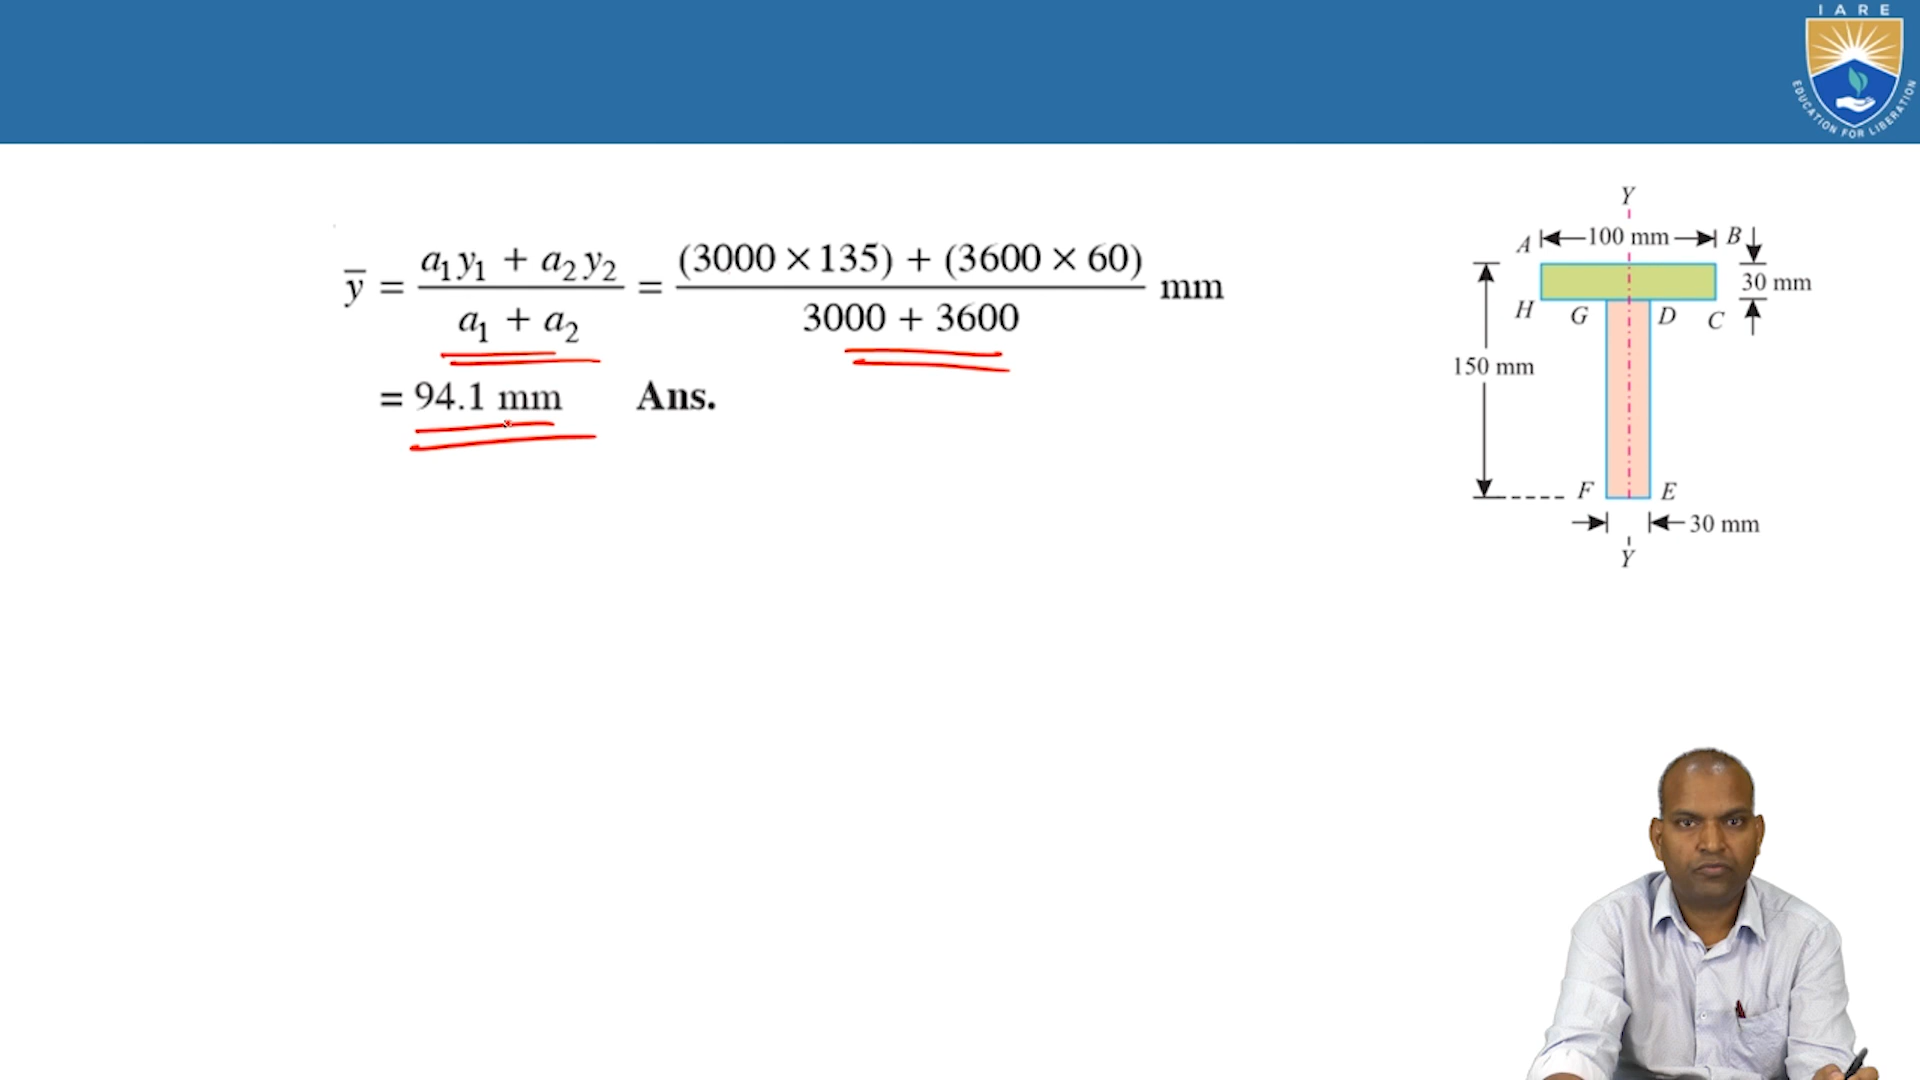 IARE
EDUCATION FOR LIBERATION
y̅ = (a₁y₁ + a₂y₂)/(a₁ + a₂) = ((3000 × 135) + (3600 × 60))/(3000 + 3600) mm
= 94.1 mm Ans.
Y
A 100 mm B
30 mm
H G D C
150 mm
F E
30 mm
Y